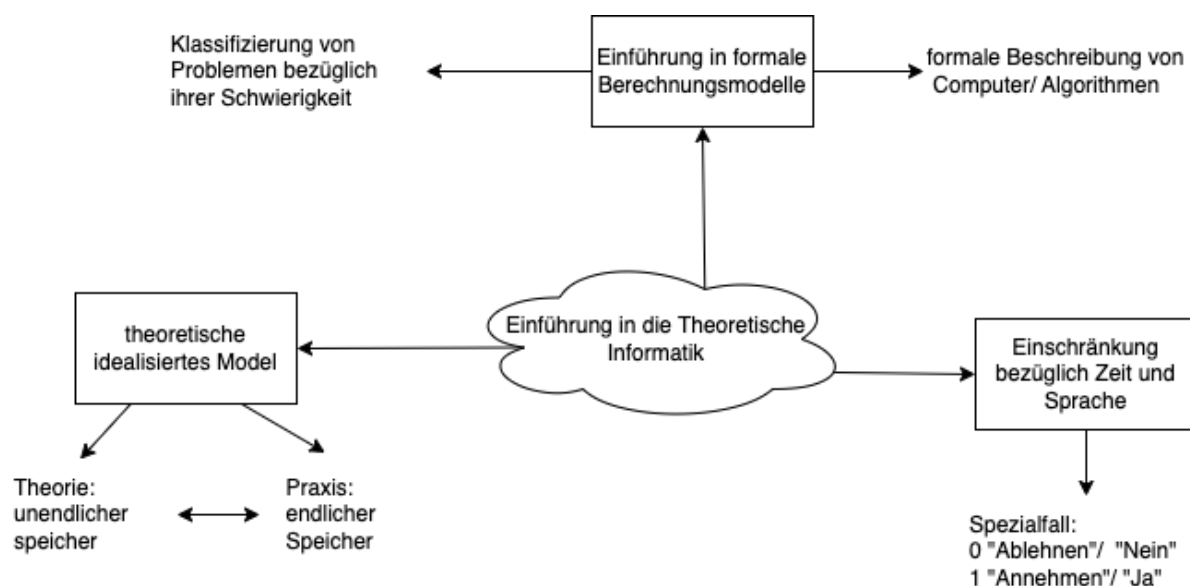 Klassifizierung von
Problemen bezüglich
ihrer Schwierigkeit
Einführung in formale
Berechnungsmodelle
formale Beschreibung von
Computer/ Algorithmen
Einführung in die Theoretische
Informatik
theoretische
idealisiertes Model
Einschränkung
bezüglich Zeit und
Sprache
Theorie:
unendlicher
speicher
Praxis:
endlicher
Speicher
Spezialfall:
0 "Ablehnen"/ "Nein"
1 "Annehmen"/ "Ja"